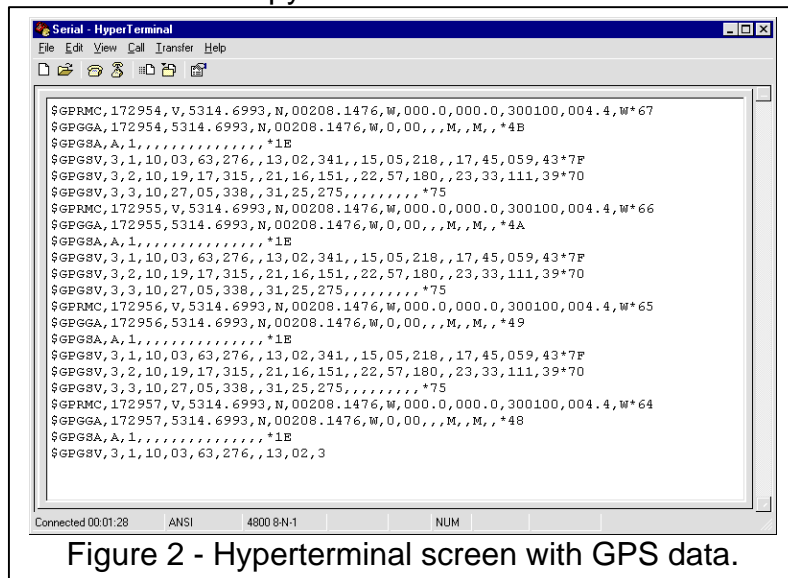 Serial - HyperTerminal
File Edit View Call Transfer Help
$GPRMC,172954,V,5314.6993,N,00208.1476,W,000.0,000.0,300100,004.4,W*67
$GPGGA,172954,5314.6993,N,00208.1476,W,0,00,,,M,,M,,*4B
$GPGSA,A,1,,,,,,,,,,,,,,,*1E
$GPGSV,3,1,10,03,63,276,,13,02,341,,15,05,218,,17,45,059,43*7F
$GPGSV,3,2,10,19,17,315,,21,16,151,,22,57,180,,23,33,111,39*70
$GPGSV,3,3,10,27,05,338,,31,25,275,,,,,,,,,*75
$GPRMC,172955,V,5314.6993,N,00208.1476,W,000.0,000.0,300100,004.4,W*66
$GPGGA,172955,5314.6993,N,00208.1476,W,0,00,,,M,,M,,*4A
$GPGSA,A,1,,,,,,,,,,,,,,,*1E
$GPGSV,3,1,10,03,63,276,,13,02,341,,15,05,218,,17,45,059,43*7F
$GPGSV,3,2,10,19,17,315,,21,16,151,,22,57,180,,23,33,111,39*70
$GPGSV,3,3,10,27,05,338,,31,25,275,,,,,,,,,*75
$GPRMC,172956,V,5314.6993,N,00208.1476,W,000.0,000.0,300100,004.4,W*65
$GPGGA,172956,5314.6993,N,00208.1476,W,0,00,,,M,,M,,*49
$GPGSA,A,1,,,,,,,,,,,,,,,*1E
$GPGSV,3,1,10,03,63,276,,13,02,341,,15,05,218,,17,45,059,43*7F
$GPGSV,3,2,10,19,17,315,,21,16,151,,22,57,180,,23,33,111,39*70
$GPGSV,3,3,10,27,05,338,,31,25,275,,,,,,,,,*75
$GPRMC,172957,V,5314.6993,N,00208.1476,W,000.0,000.0,300100,004.4,W*64
$GPGGA,172957,5314.6993,N,00208.1476,W,0,00,,,M,,M,,*48
$GPGSA,A,1,,,,,,,,,,,,,,,*1E
$GPGSV,3,1,10,03,63,276,,13,02,3
Connected 00:01:28 ANSI 4800 8-N-1 NUM
Figure 2 - Hyperterminal screen with GPS data.